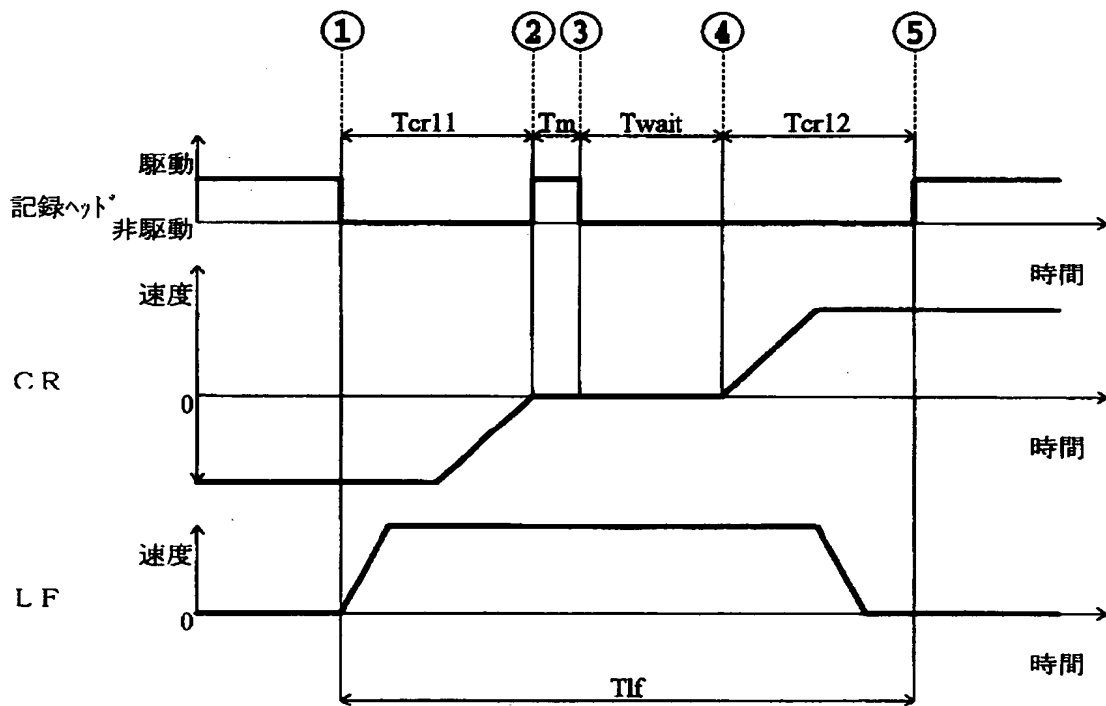 ① ② ③ ④ ⑤
Tcr11 Tm Twait Tcr12
駆動
記録ヘッド
非駆動
時間
速度
CR
0
時間
速度
LF
0
時間
Tlf